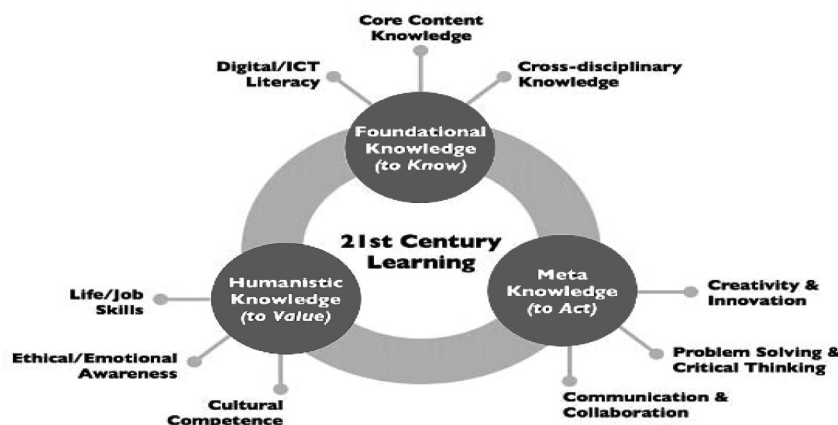 Core Content
Knowledge
Digital/ICT
Literacy
Cross-disciplinary
Knowledge
Foundational
Knowledge
(to Know)
21st Century
Learning
Humanistic
Knowledge
(to Value)
Meta
Knowledge
(to Act)
Life/Job
Skills
Ethical/Emotional
Awareness
Cultural
Competence
Creativity &
Innovation
Problem Solving &
Critical Thinking
Communication &
Collaboration